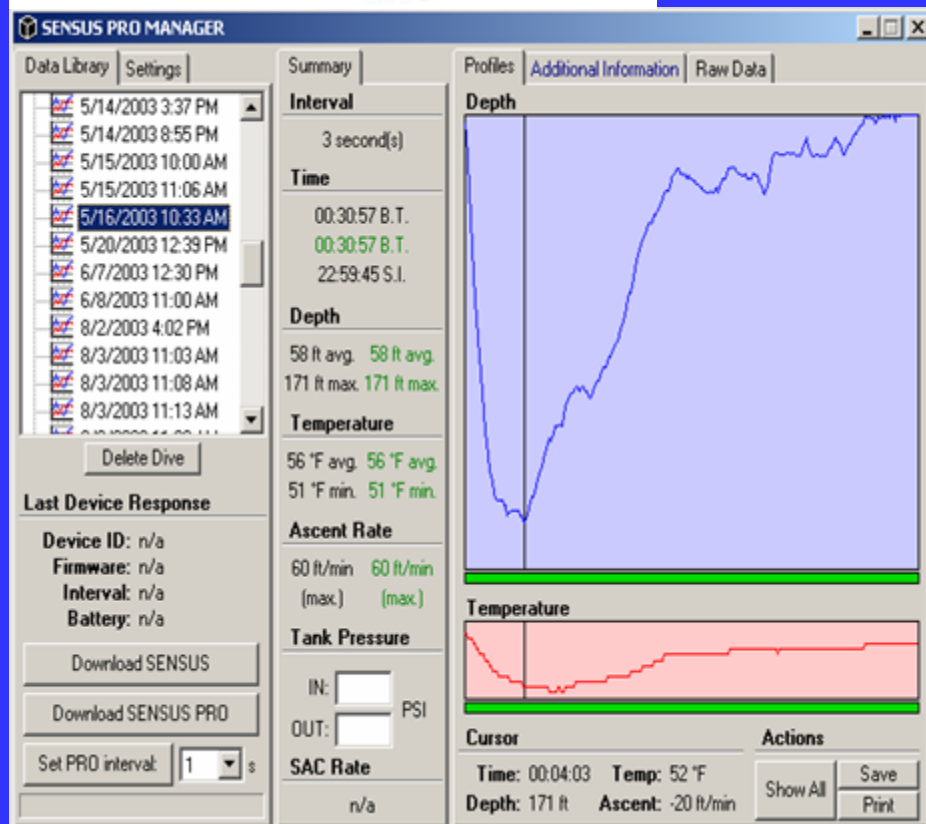 SENSUS PRO MANAGER
Data Library Settings
5/14/2003 3:37 PM
5/14/2003 8:55 PM
5/15/2003 10:00 AM
5/15/2003 11:06 AM
5/16/2003 10:33 AM
5/20/2003 12:39 PM
6/7/2003 12:30 PM
6/8/2003 11:00 AM
8/2/2003 4:02 PM
8/3/2003 11:03 AM
8/3/2003 11:08 AM
8/3/2003 11:13 AM
Delete Dive
Last Device Response
Device ID: n/a
Firmware: n/a
Interval: n/a
Battery: n/a
Download SENSUS
Download SENSUS PRO
Set PRO interval: 1 s
Summary
Interval
3 second(s)
Time
00:30:57 B.T.
00:30:57 B.T.
22:59:45 S.I.
Depth
58 ft avg. 58 ft avg.
171 ft max. 171 ft max.
Temperature
56 °F avg. 56 °F avg.
51 °F min. 51 °F min.
Ascent Rate
60 ft/min 60 ft/min
(max.) (max.)
Tank Pressure
IN:
PSI
OUT:
SAC Rate
n/a
Profiles Additional Information Raw Data
Depth
Temperature
Cursor
Time: 00:04:03 Temp: 52 °F
Depth: 171 ft Ascent: -20 ft/min
Actions
Show All
Save
Print